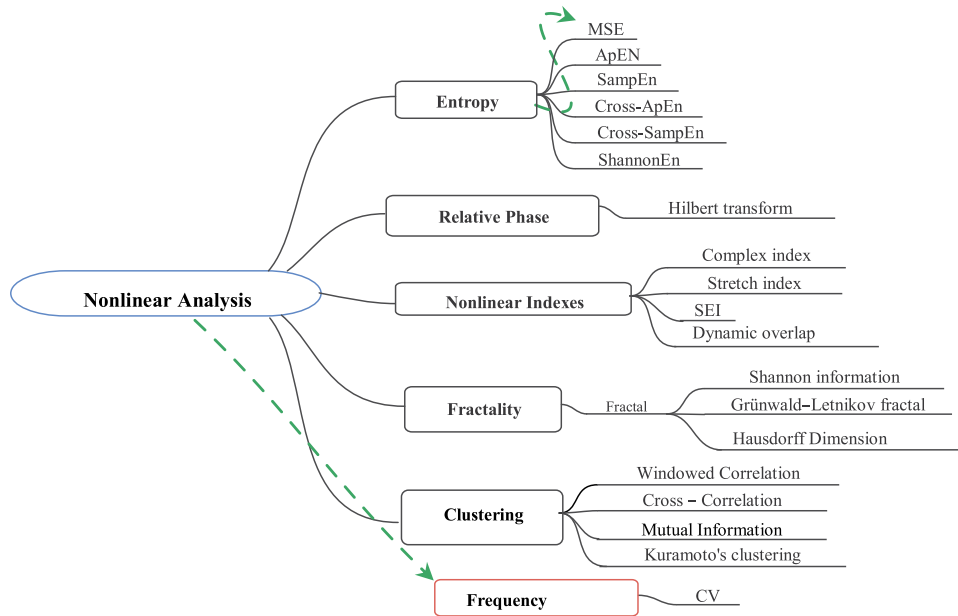 MSE
ApEN
SampEn
Entropy
Cross-ApEn
Cross-SampEn
ShannonEn
Relative Phase
Hilbert transform
Complex index
Stretch index
Nonlinear Analysis
Nonlinear Indexes
SEI
Dynamic overlap
Shannon information
Fractality
Fractal
Grünwald–Letnikov fractal
Hausdorff Dimension
Windowed Correlation
Cross – Correlation
Clustering
Mutual Information
Kuramoto's clustering
Frequency
CV